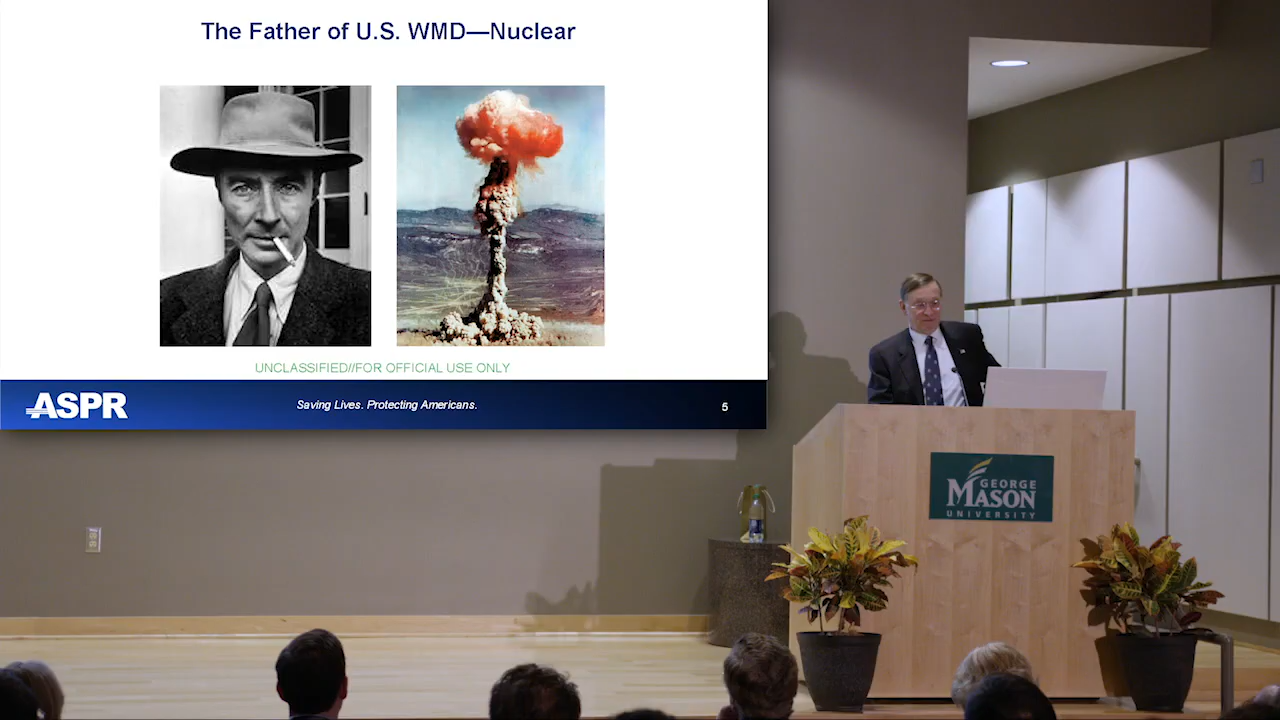 The Father of U.S. WMD—Nuclear
UNCLASSIFIED//FOR OFFICIAL USE ONLY
ASPR
Saving Lives. Protecting Americans.
5
GEORGE
MASON
UNIVERSITY